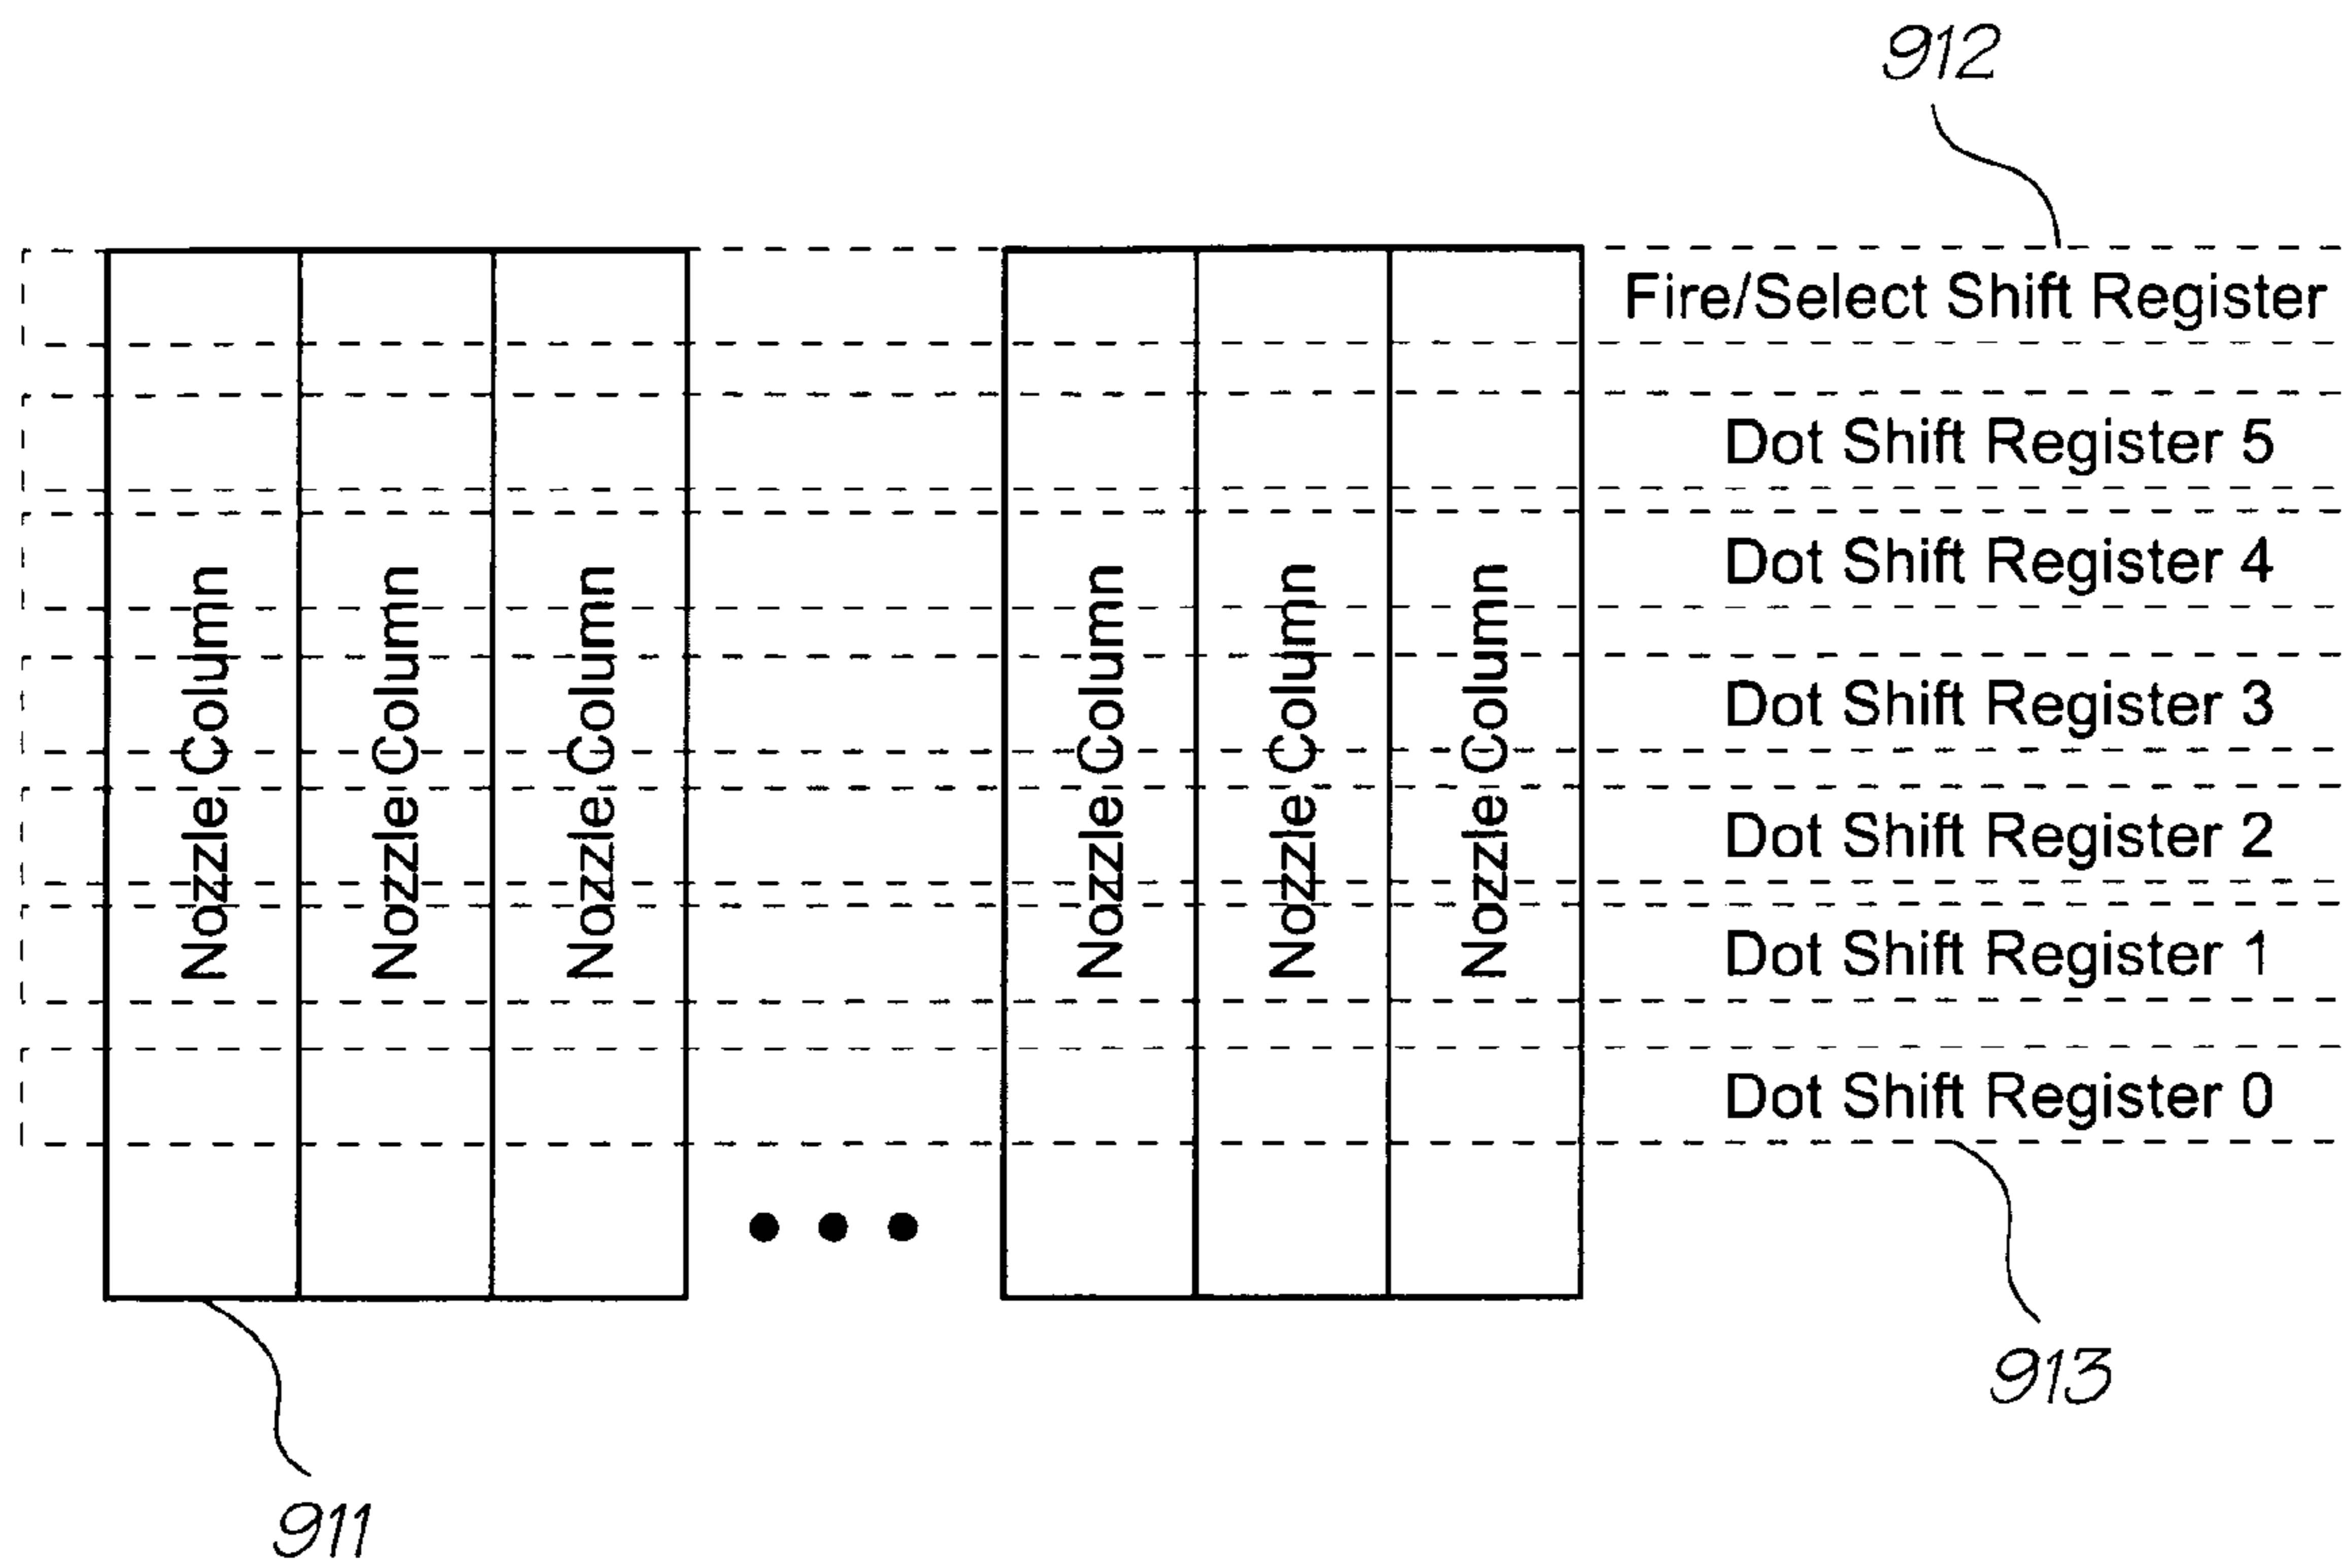 912
Fire/Select Shift Register
Dot Shift Register 5
Dot Shift Register 4
Dot Shift Register 3
Dot Shift Register 2
Dot Shift Register 1
Dot Shift Register 0
Nozzle Column
Nozzle Column
Nozzle Column
Nozzle Column
Nozzle Column
Nozzle Column
913
911